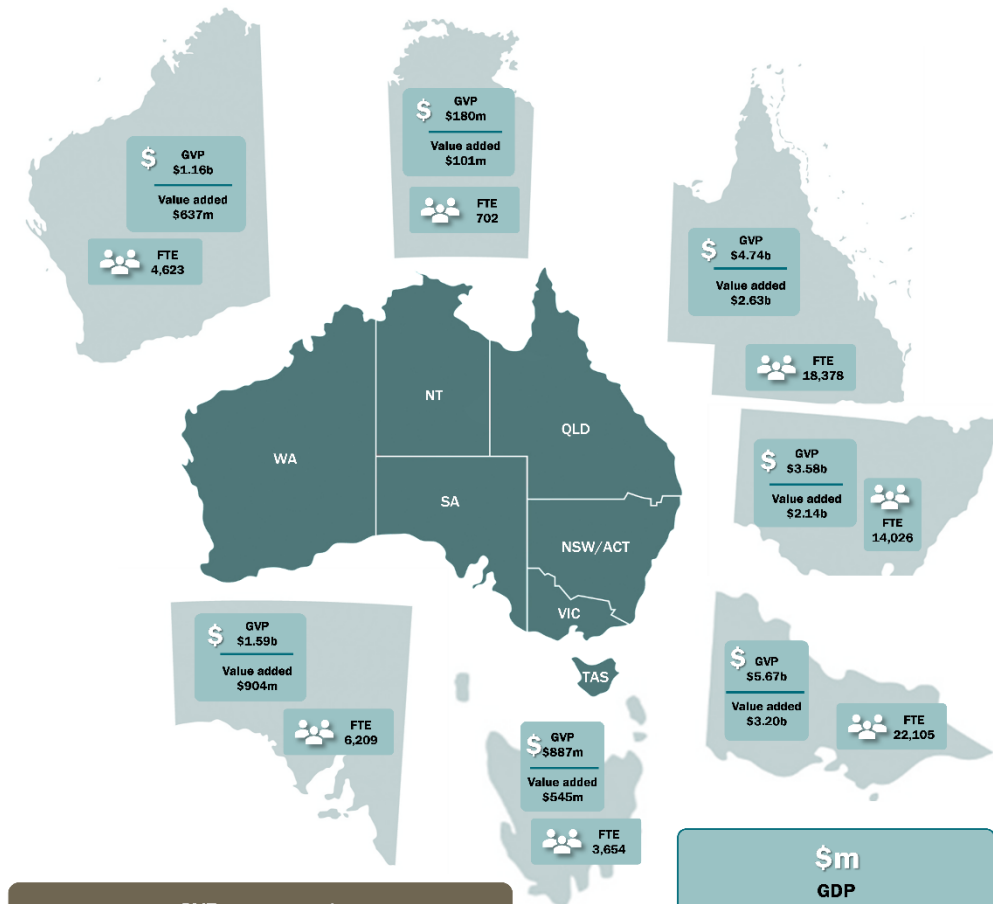 $
GVP
$1.16b
Value added
$637m
FTE
4,623
$
GVP
$180m
Value added
$101m
FTE
702
$
GVP
$4.74b
Value added
$2.63b
FTE
18,378
WA
NT
QLD
SA
NSW/ACT
VIC
TAS
$
GVP
$3.58b
Value added
$2.14b
FTE
14,026
$
GVP
$1.59b
Value added
$904m
FTE
6,209
$
GVP
$887m
Value added
$545m
FTE
3,654
$
GVP
$5.67b
Value added
$3.20b
FTE
22,105
$m
GDP